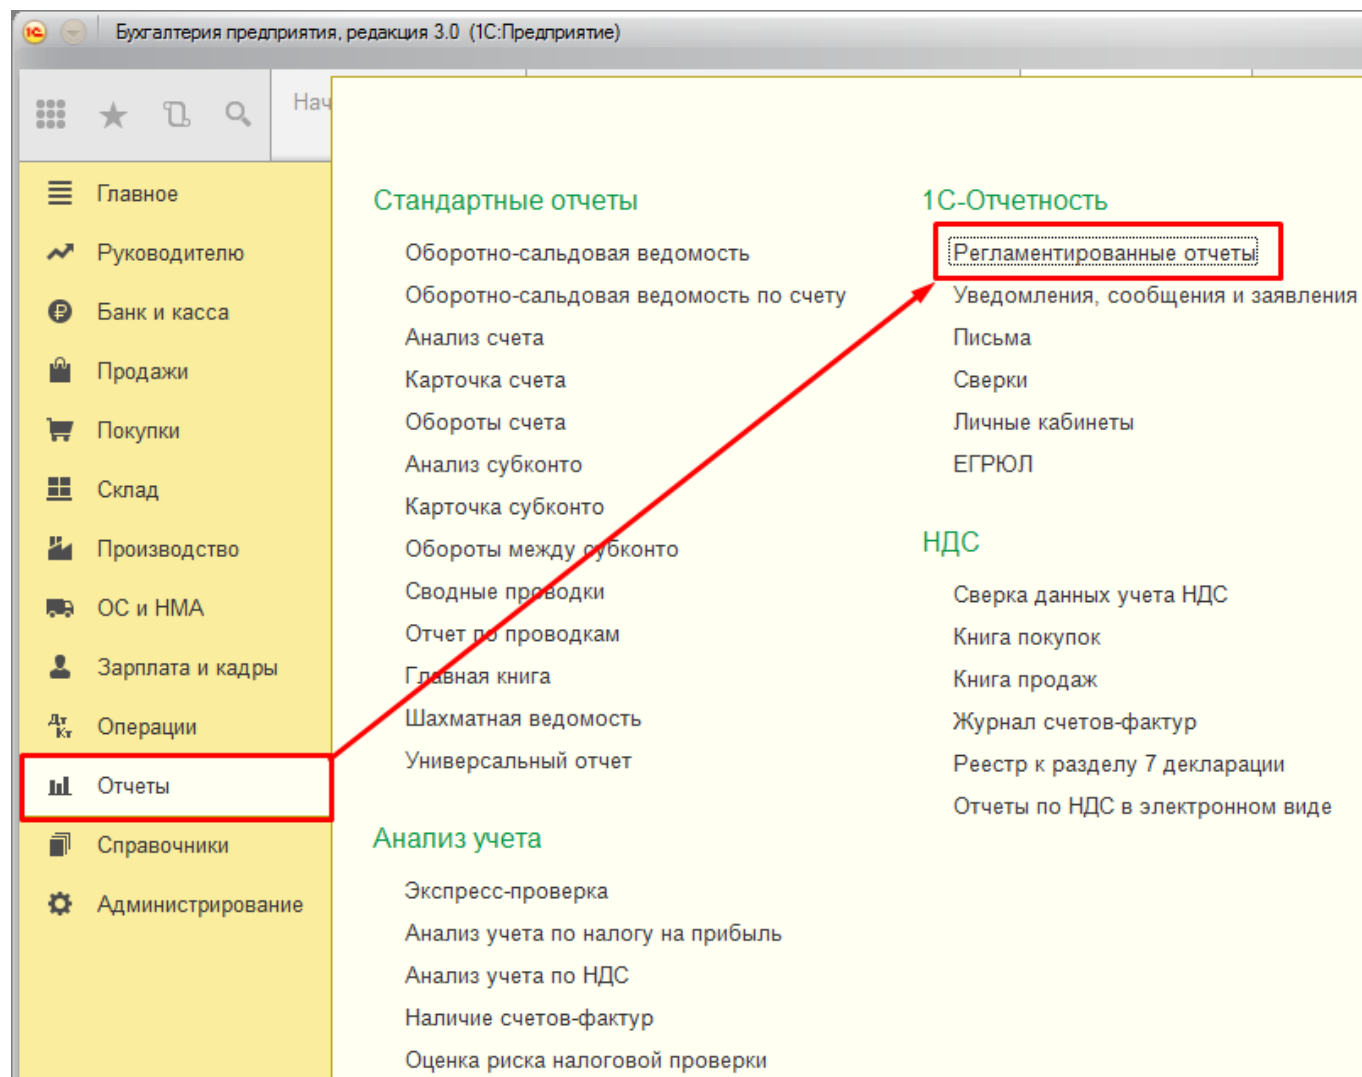 Бухгалтерия предприятия, редакция 3.0 (1С:Предприятие)
Нач
Главное
Руководителю
Банк и касса
Продажи
Покупки
Склад
Производство
ОС и НМА
Зарплата и кадры
Дт
Кт
Операции
Отчеты
Справочники
Администрирование
Стандартные отчеты
Оборотно-сальдовая ведомость
Оборотно-сальдовая ведомость по счету
Анализ счета
Карточка счета
Обороты счета
Анализ субконто
Карточка субконто
Обороты между субконто
Сводные проводки
Отчет по проводкам
Главная книга
Шахматная ведомость
Универсальный отчет
Анализ учета
Экспресс-проверка
Анализ учета по налогу на прибыль
Анализ учета по НДС
Наличие счетов-фактур
Оценка риска налоговой проверки
1С-Отчетность
Регламентированные отчеты
Уведомления, сообщения и заявления
Письма
Сверки
Личные кабинеты
ЕГРЮЛ
НДС
Сверка данных учета НДС
Книга покупок
Книга продаж
Журнал счетов-фактур
Реестр к разделу 7 декларации
Отчеты по НДС в электронном виде